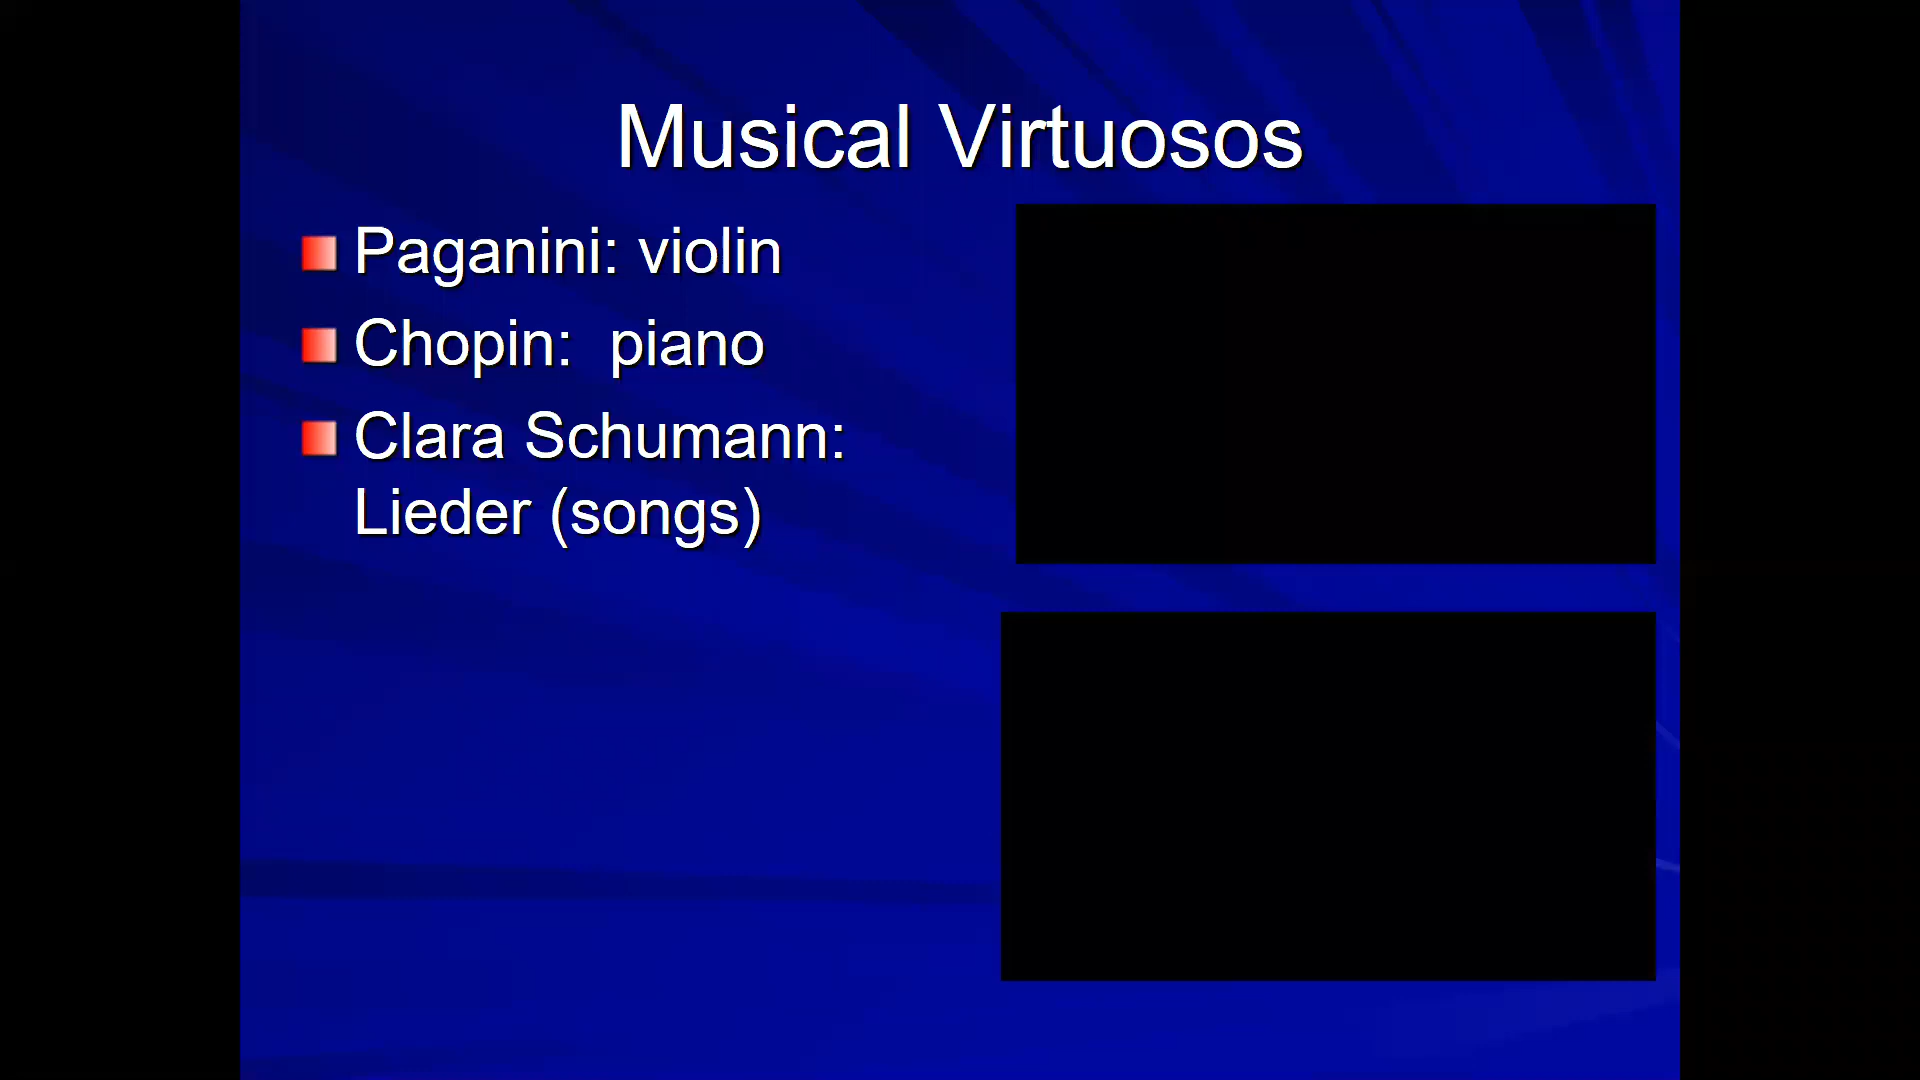 Musical Virtuosos
Paganini: violin
Chopin:  piano
Clara Schumann:
Lieder (songs)